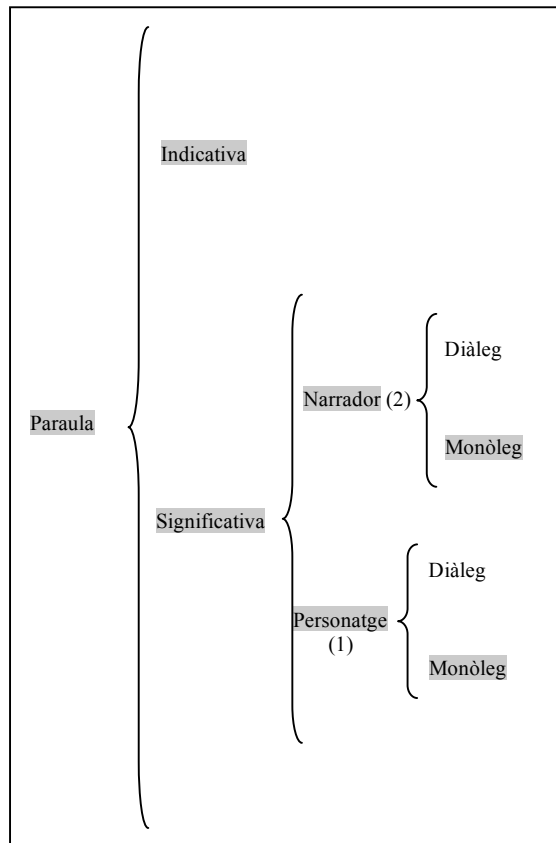 Indicativa
Diàleg
Narrador (2)
Paraula
Monòleg
Significativa
Diàleg
Personatge
(1)
Monòleg